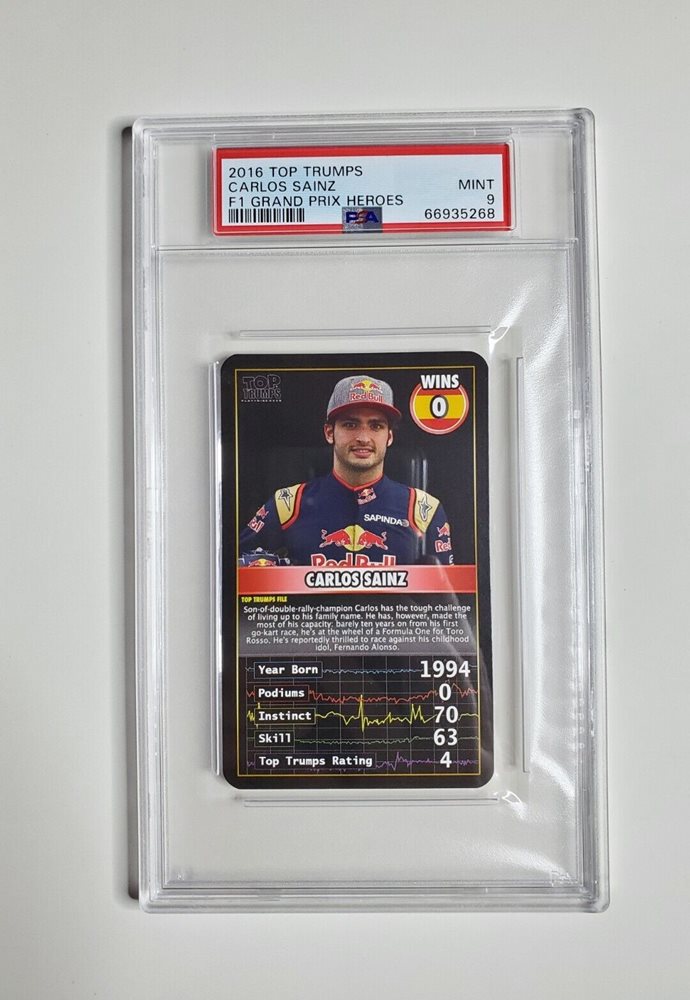 2016 TOP TRUMPS
CARLOS SAINZ MINT
F1 GRAND PRIX HEROES 9
PSA 66935268
TOP TRUMPS
WINS
0
Red Bull
SAPINDA
Red
Red Bull
CARLOS SAINZ
TOP TRUMPS FILE
Son-of-double-rally-champion Carlos has the tough challenge
of living up to his family name. He has, however, made the
most of his capacity: barely ten years on from his first
go-kart race, he's at the wheel of a Formula One for Toro
Rosso. He's reportedly thrilled to race against his childhood
idol, Fernando Alonso.
Year Born 1994
Podiums 0
Instinct 70
Skill 63
Top Trumps Rating 4